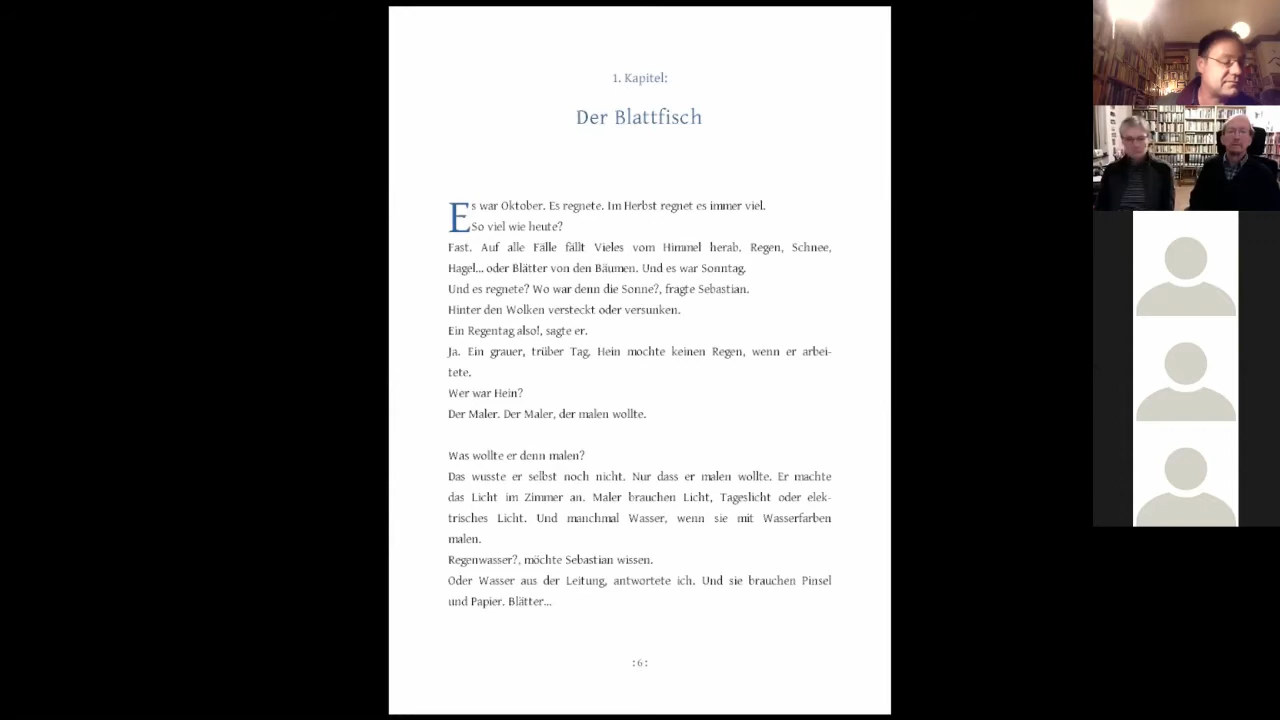 1. Kapitel:
Der Blattfisch
Es war Oktober. Es regnete. Im Herbst regnet es immer viel.
So viel wie heute?
Fast. Auf alle Fälle fällt Vieles vom Himmel herab. Regen, Schnee,
Hagel... oder Blätter von den Bäumen. Und es war Sonntag.
Und es regnete? Wo war denn die Sonne?, fragte Sebastian.
Hinter den Wolken versteckt oder versunken.
Ein Regentag also!, sagte er.
Ja. Ein grauer, trüber Tag. Hein mochte keinen Regen, wenn er arbei-
tete.
Wer war Hein?
Der Maler. Der Maler, der malen wollte.
Was wollte er denn malen?
Das wusste er selbst noch nicht. Nur dass er malen wollte. Er machte
das Licht im Zimmer an. Maler brauchen Licht, Tageslicht oder elek-
trisches Licht. Und manchmal Wasser, wenn sie mit Wasserfarben
malen.
Regenwasser?, möchte Sebastian wissen.
Oder Wasser aus der Leitung, antwortete ich. Und sie brauchen Pinsel
und Papier. Blätter...
: 6 :